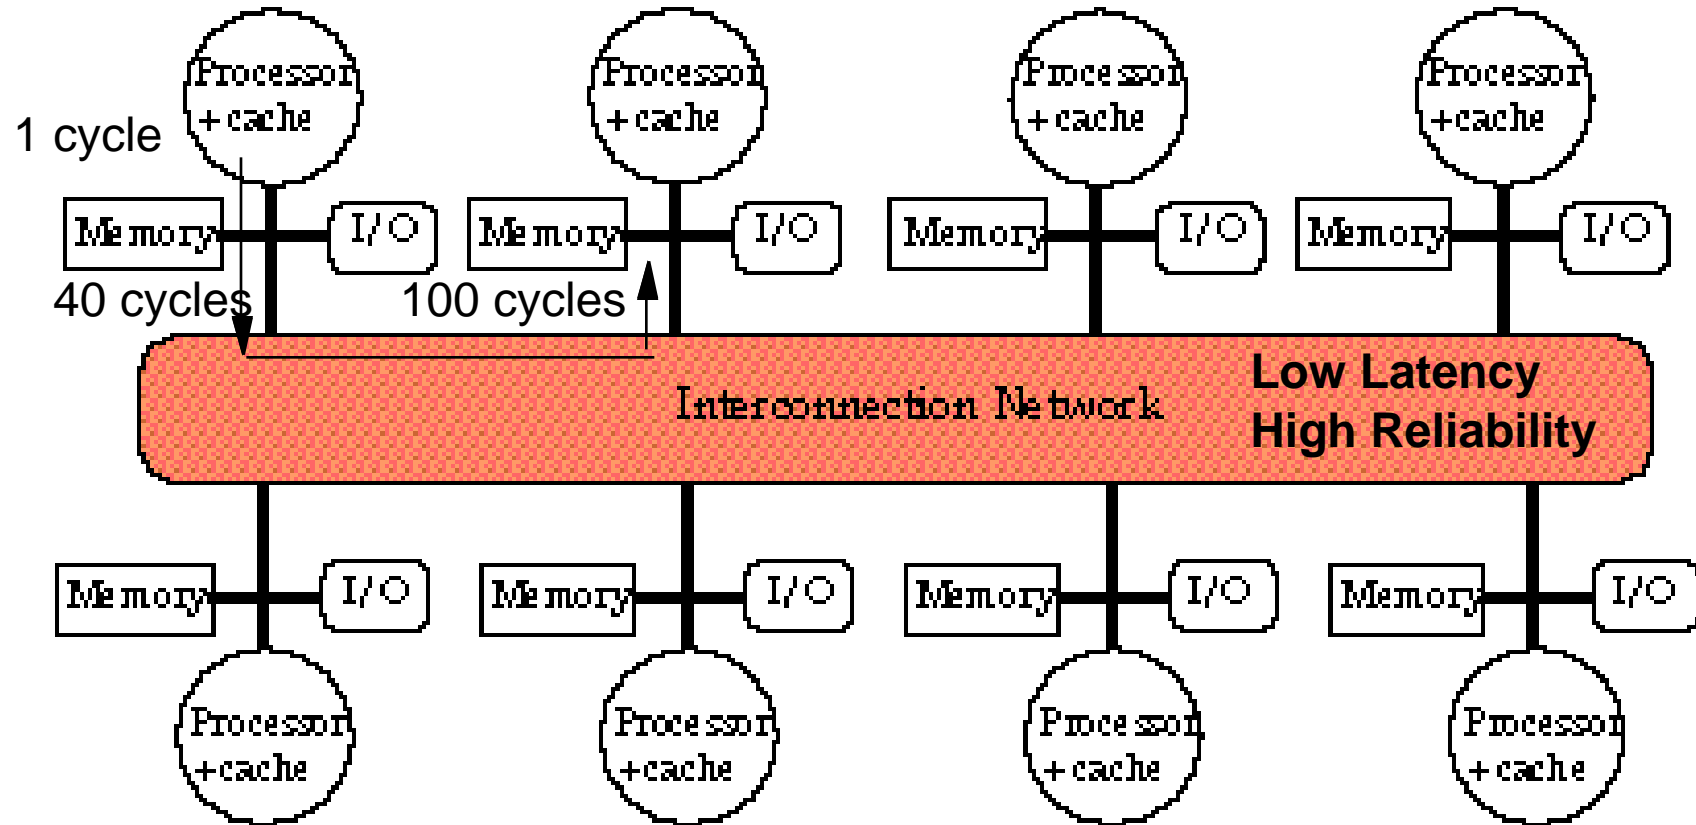 Processor
+cache
Processor
+cache
Processor
+cache
Processor
+cache
1 cycle
Memory
I/O
Memory
I/O
Memory
I/O
Memory
I/O
40 cycles
100 cycles
Interconnection Network
Low Latency
High Reliability
Memory
I/O
Memory
I/O
Memory
I/O
Memory
I/O
Processor
+cache
Processor
+cache
Processor
+cache
Processor
+cache